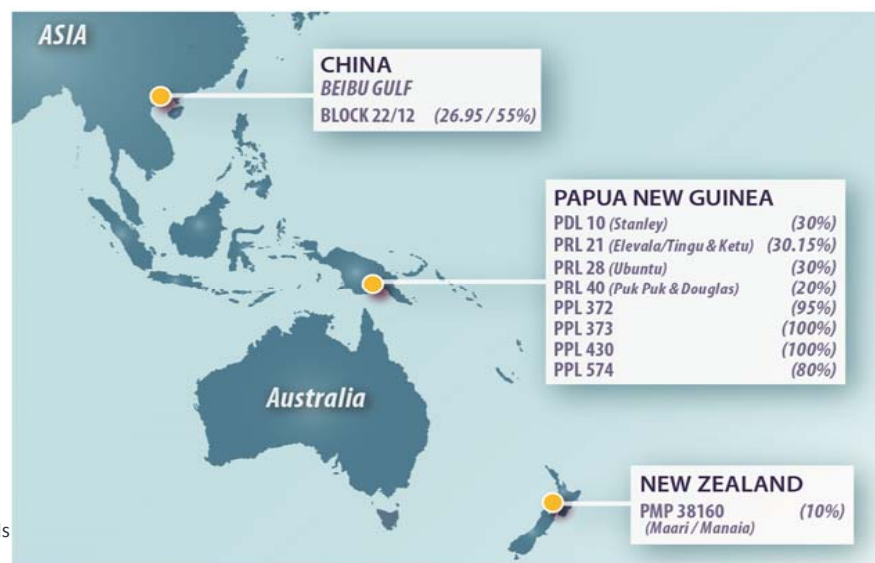 ASIA
CHINA
BEIBU GULF
BLOCK 22/12 (26.95 / 55%)
PAPUA NEW GUINEA
PDL 10 (Stanley) (30%)
PRL 21 (Elevala/Tingu & Ketu) (30.15%)
PRL 28 (Ubuntu) (30%)
PRL 40 (Puk Puk & Douglas) (20%)
PPL 372 (95%)
PPL 373 (100%)
PPL 430 (100%)
PPL 574 (80%)
Australia
NEW ZEALAND
PMP 38160 (10%)
(Maari / Manaia)